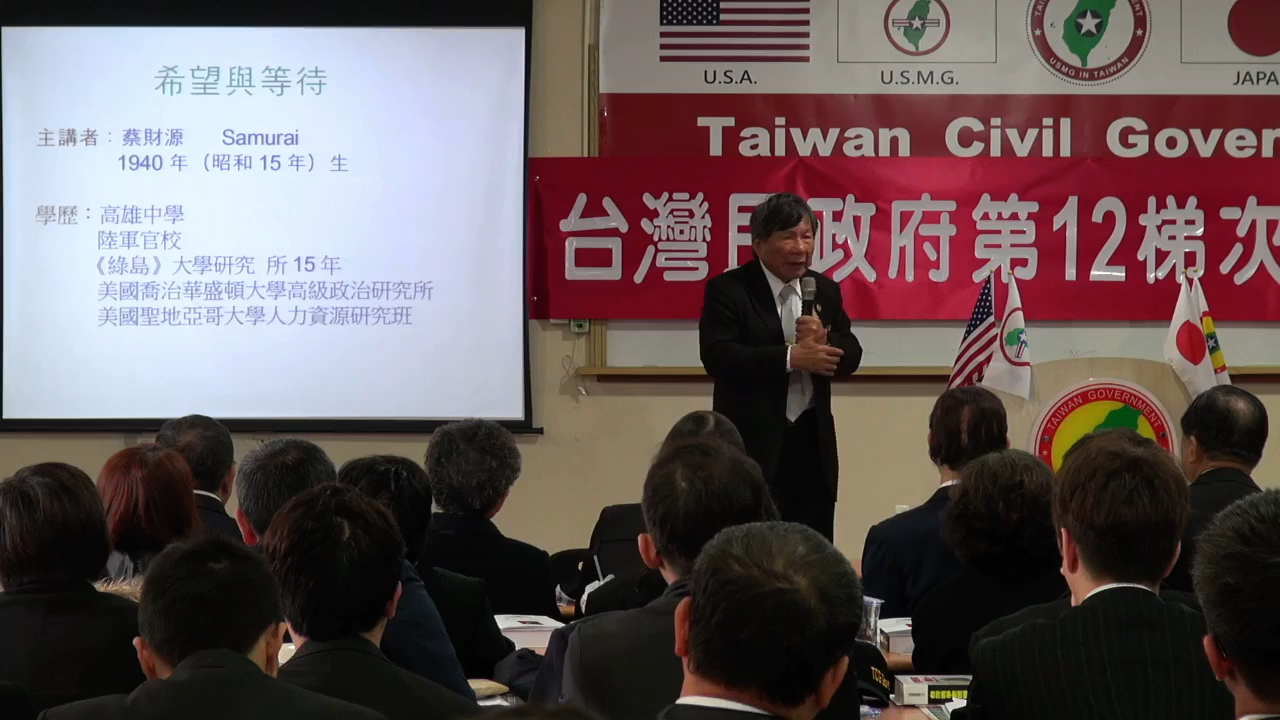 希望與等待
主講者：蔡財源 Samurai
1940 年（昭和 15 年）生
學歷：高雄中學
陸軍官校
《綠島》大學研究 所 15 年
美國喬治華盛頓大學高級政治研究所
美國聖地亞哥大學人力資源研究班
U.S.A.
U.S.M.G.
USMG IN TAIWAN
JAPA
Taiwan Civil Gover
台灣民政府第12梯次
TAIWAN GOVERNMENT